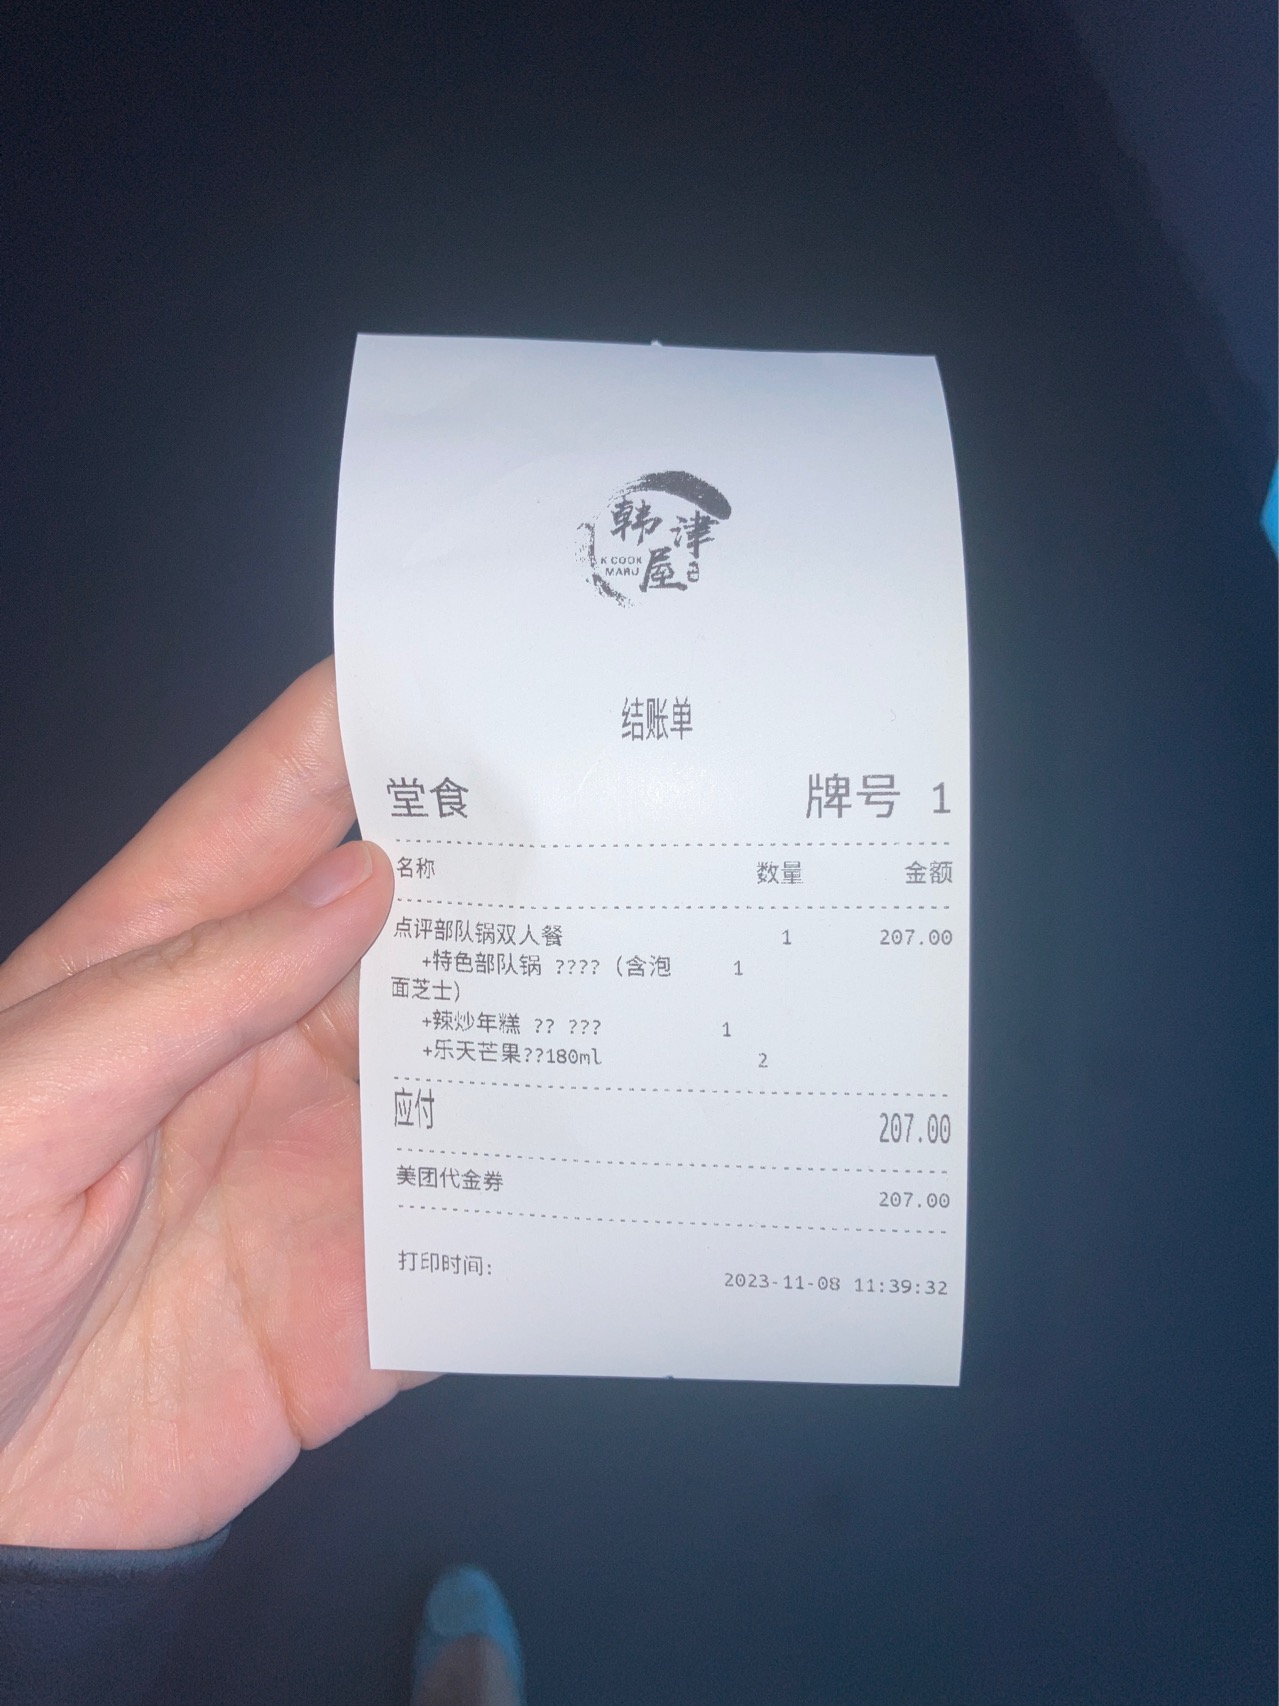 韩津
屋
K COOK
MARU
结账单
堂食 牌号 1
名称 数量 金额
点评部队锅双人餐 1 207.00
+特色部队锅 ????（含泡 1
面芝士）
+辣炒年糕 ?? ??? 1
+乐天芒果??180ml 2
应付 207.00
美团代金券 207.00
打印时间: 2023-11-08 11:39:32